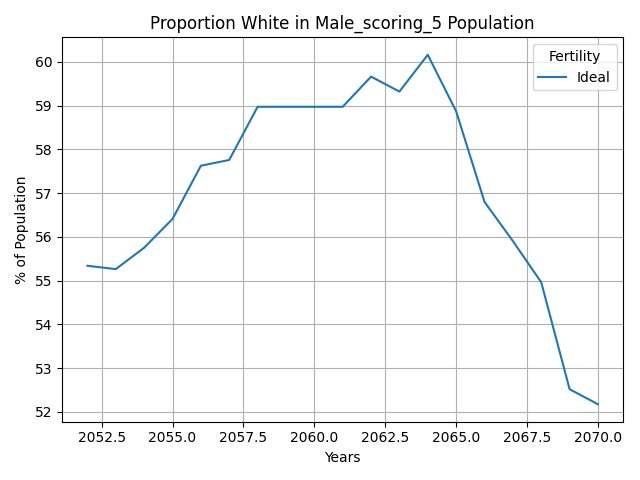 Proportion White in Male_scoring_5 Population
Fertility
Ideal
% of Population
60
59
58
57
56
55
54
53
52
2052.5 2055.0 2057.5 2060.0 2062.5 2065.0 2067.5 2070.0
Years